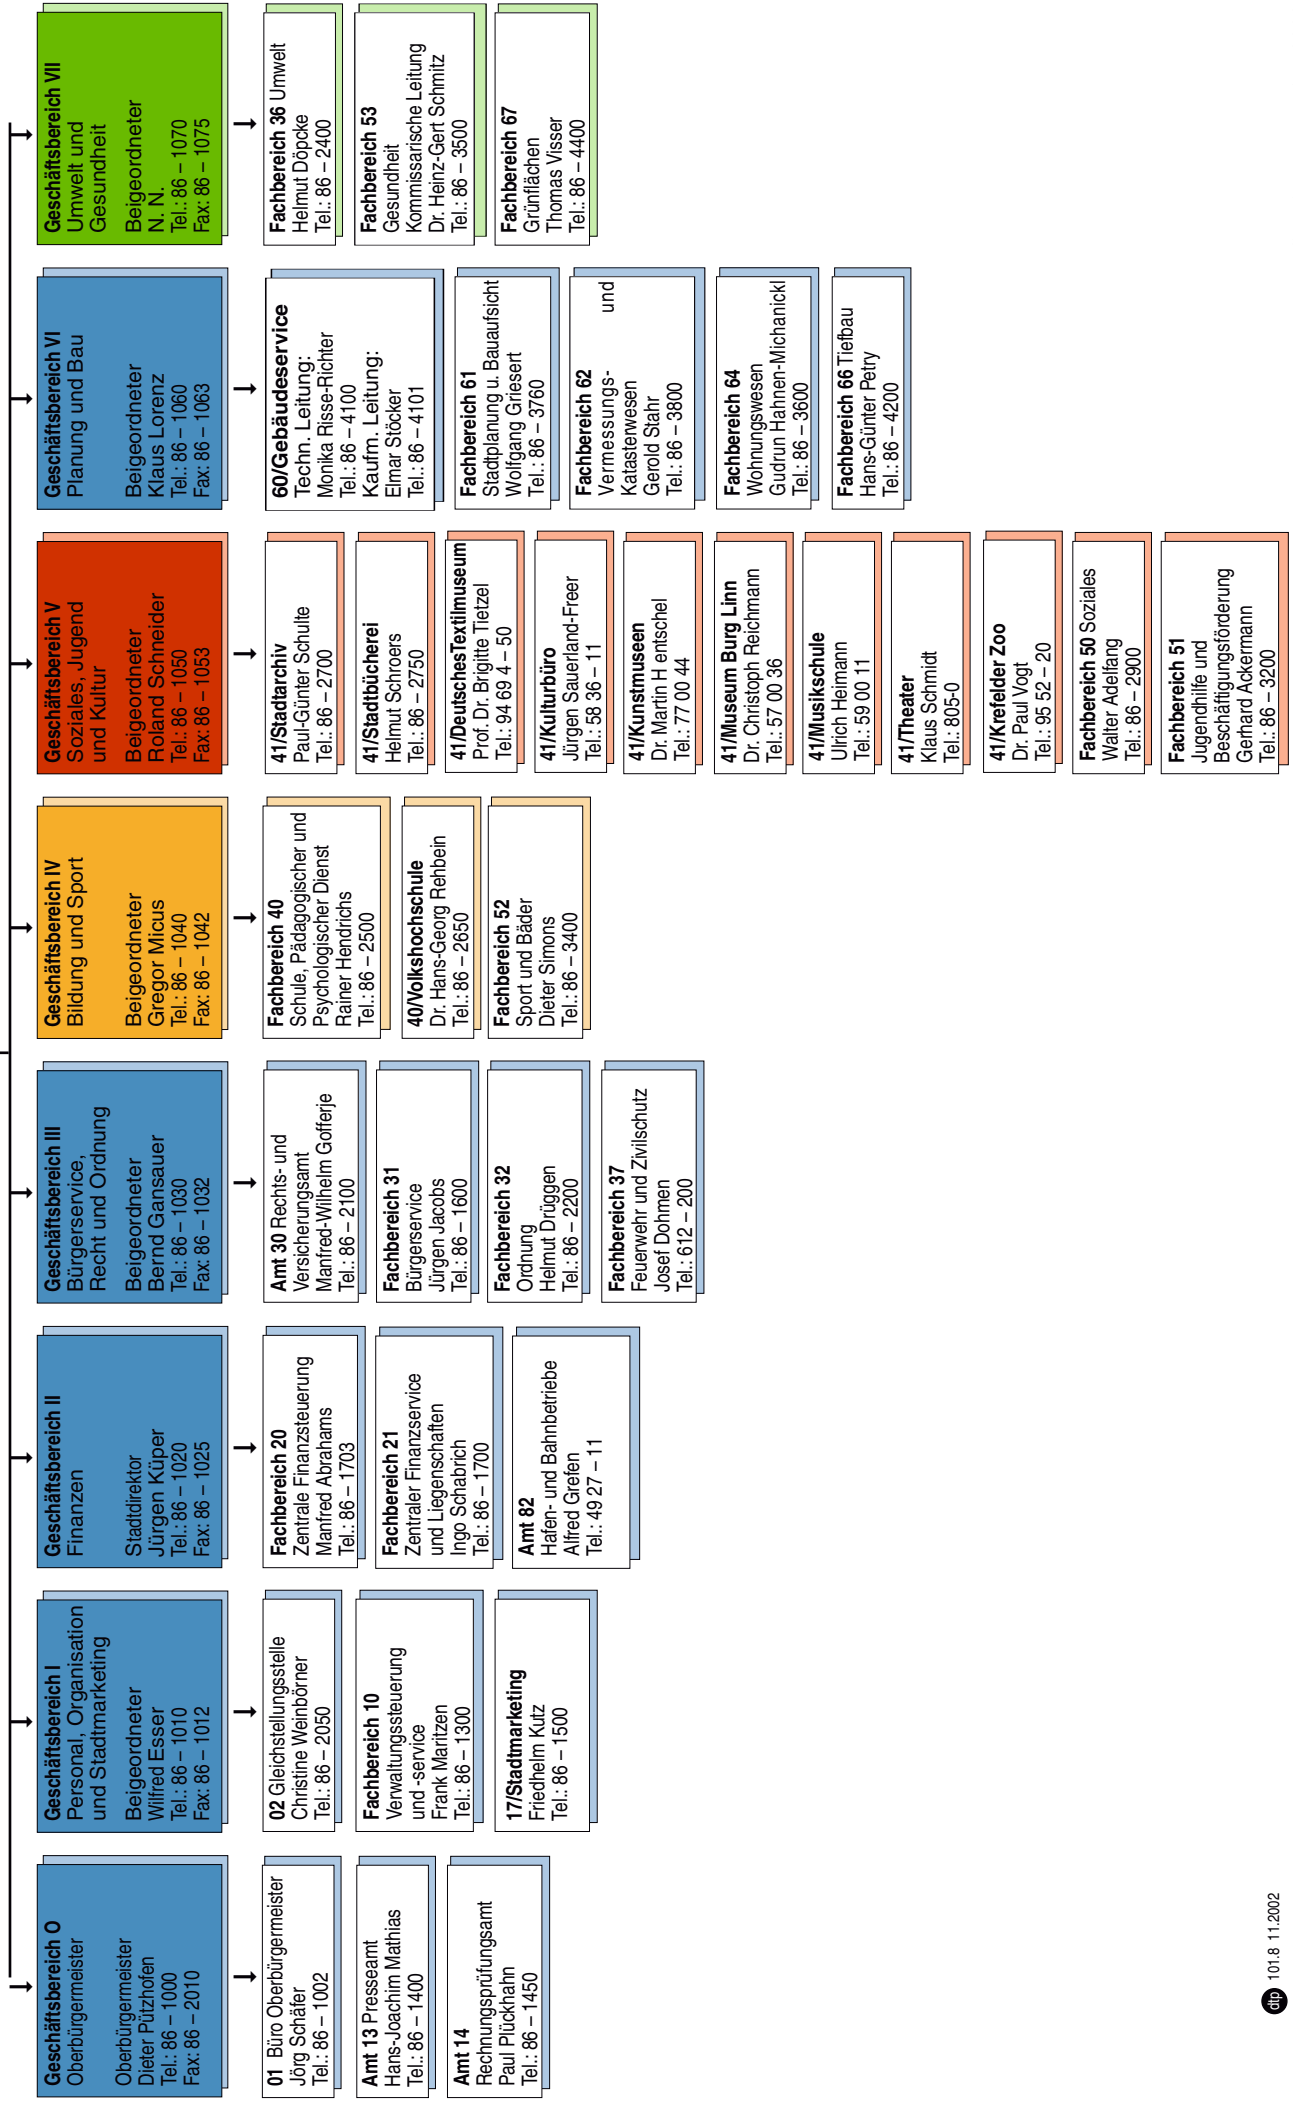 Geschäftsbereich O
Oberbürgermeister
Oberbürgermeister
Dieter Pützhofen
Tel.: 86 – 1000
Fax: 86 – 2010
01 Büro Oberbürgermeister
Jörg Schäfer
Tel.: 86 – 1002
Amt 13 Presseamt
Hans-Joachim Mathias
Tel.: 86 – 1400
Amt 14
Rechnungsprüfungsamt
Paul Plückhahn
Tel.: 86 – 1450
Geschäftsbereich I
Personal, Organisation
und Stadtmarketing
Beigeordneter
Wilfred Esser
Tel.: 86 – 1010
Fax: 86 – 1012
02 Gleichstellungsstelle
Christine Weinbörner
Tel.: 86 – 2050
Fachbereich 10
Verwaltungssteuerung
und -service
Frank Maritzen
Tel.: 86 – 1300
17/Stadtmarketing
Friedhelm Kutz
Tel.: 86 – 1500
Geschäftsbereich II
Finanzen
Stadtdirektor
Jürgen Küper
Tel.: 86 – 1020
Fax: 86 – 1025
Fachbereich 20
Zentrale Finanzsteuerung
Manfred Abrahams
Tel.: 86 – 1703
Fachbereich 21
Zentraler Finanzservice
und Liegenschaften
Ingo Schabrich
Tel.: 86 – 1700
Amt 82
Hafen- und Bahnbetriebe
Alfred Grefen
Tel.: 49 27 – 11
Geschäftsbereich III
Bürgerservice,
Recht und Ordnung
Beigeordneter
Bernd Gansauer
Tel.: 86 – 1030
Fax: 86 – 1032
Amt 30 Rechts- und
Versicherungsamt
Manfred-Wilhelm Gofferje
Tel.: 86 – 2100
Fachbereich 31
Bürgerservice
Jürgen Jacobs
Tel.: 86 – 1600
Fachbereich 32
Ordnung
Helmut Drüggen
Tel.: 86 – 2200
Fachbereich 37
Feuerwehr und Zivilschutz
Josef Dohmen
Tel.: 612 – 200
Geschäftsbereich IV
Bildung und Sport
Beigeordneter
Gregor Micus
Tel.: 86 – 1040
Fax: 86 – 1042
Fachbereich 40
Schule, Pädagogischer und
Psychologischer Dienst
Rainer Hendrichs
Tel.: 86 – 2500
40/Volkshochschule
Dr. Hans-Georg Rehbein
Tel.: 86 – 2650
Fachbereich 52
Sport und Bäder
Dieter Simons
Tel.: 86 – 3400
Geschäftsbereich V
Soziales, Jugend
und Kultur
Beigeordneter
Roland Schneider
Tel.: 86 – 1050
Fax: 86 – 1053
41/Stadtarchiv
Paul-Günter Schulte
Tel.: 86 – 2700
41/Stadtbücherei
Helmut Schroers
Tel.: 86 – 2750
41/DeutschesTextilmuseum
Prof. Dr. Brigitte Tietzel
Tel.: 94 69 4 – 50
41/Kulturbüro
Jürgen Sauerland-Freer
Tel.: 58 36 – 11
41/Kunstmuseen
Dr. Martin H entschel
Tel.: 77 00 44
41/Museum Burg Linn
Dr. Christoph Reichmann
Tel.: 57 00 36
41/Musikschule
Ulrich Heimann
Tel.: 59 00 11
41/Theater
Klaus Schmidt
Tel.: 805-0
41/Krefelder Zoo
Dr. Paul Vogt
Tel.: 95 52 – 20
Fachbereich 50 Soziales
Walter Adelfang
Tel.: 86 – 2900
Fachbereich 51
Jugendhilfe und
Beschäftigungsförderung
Gerhard Ackermann
Tel.: 86 – 3200
Geschäftsbereich VI
Planung und Bau
Beigeordneter
Klaus Lorenz
Tel.: 86 – 1060
Fax: 86 – 1063
60/Gebäudeservice
Techn. Leitung:
Monika Risse-Richter
Tel.: 86 – 4100
Kaufm. Leitung:
Elmar Stöcker
Tel.: 86 – 4101
Fachbereich 61
Stadtplanung u. Bauaufsicht
Wolfgang Griesert
Tel.: 86 – 3760
Fachbereich 62
Vermessungs- und
Katasterwesen
Gerold Stahr
Tel.: 86 – 3800
Fachbereich 64
Wohnungswesen
Gudrun Hahnen-Michanickl
Tel.: 86 – 3600
Fachbereich 66 Tiefbau
Hans-Günter Petry
Tel.: 86 – 4200
Geschäftsbereich VII
Umwelt und
Gesundheit
Beigeordneter
N. N.
Tel.: 86 – 1070
Fax: 86 – 1075
Fachbereich 36 Umwelt
Helmut Döpcke
Tel.: 86 – 2400
Fachbereich 53
Gesundheit
Kommissarische Leitung
Dr. Heinz-Gert Schmitz
Tel.: 86 – 3500
Fachbereich 67
Grünflächen
Thomas Visser
Tel.: 86 – 4400
dtp 101.8 11.2002